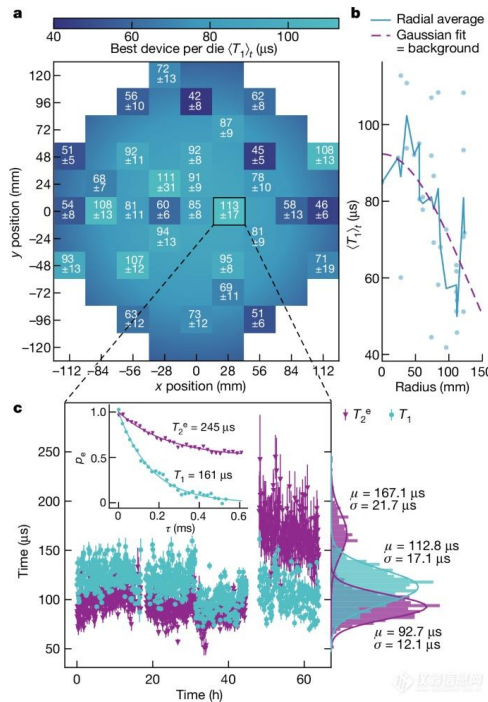 a
40 60 80 100
Best device per die ⟨T₁⟩ₜ (µs)
y position (mm)
120
96
72
48
24
0
−24
−48
−72
−96
−120
72 ±13
56 ±10
42 ±8
62 ±8
87 ±9
51 ±5
92 ±11
92 ±8
45 ±5
108 ±13
68 ±7
111 ±31
78 ±10
54 ±8
108 ±13
81 ±11
60 ±6
85 ±8
113 ±17
58 ±13
46 ±6
94 ±13
81 ±9
93 ±13
107 ±12
95 ±8
71 ±19
69 ±11
63 ±12
73 ±12
51 ±6
−112 −84 −56 −28 0 28 56 84 112
x position (mm)
b
Radial average
Gaussian fit
= background
⟨T₁⟩ₜ (µs)
100
80
60
40
0 50 100 150
Radius (mm)
c
T₂ᵉ T₁
Time (µs)
250
200
150
100
50
0 20 40 60
Time (h)
pₑ
1.0
0.5
0
T₂ᵉ = 245 µs
T₁ = 161 µs
0 0.2 0.4 0.6
τ (ms)
µ = 167.1 µs
σ = 21.7 µs
µ = 112.8 µs
σ = 17.1 µs
µ = 92.7 µs
σ = 12.1 µs